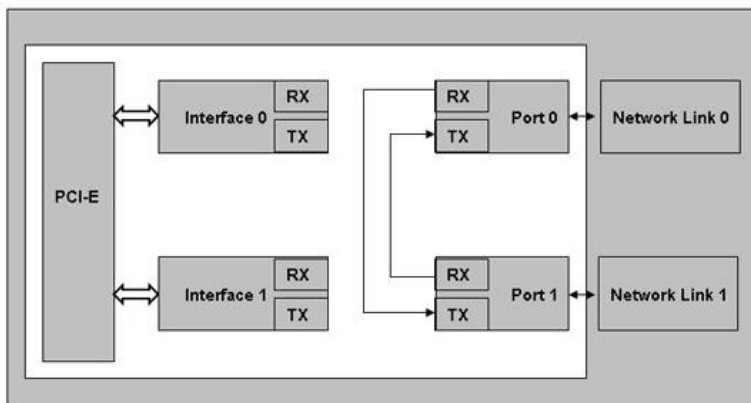 PCI-E
Interface 0
RX
TX
RX
TX
Port 0
Network Link 0
Interface 1
RX
TX
RX
TX
Port 1
Network Link 1